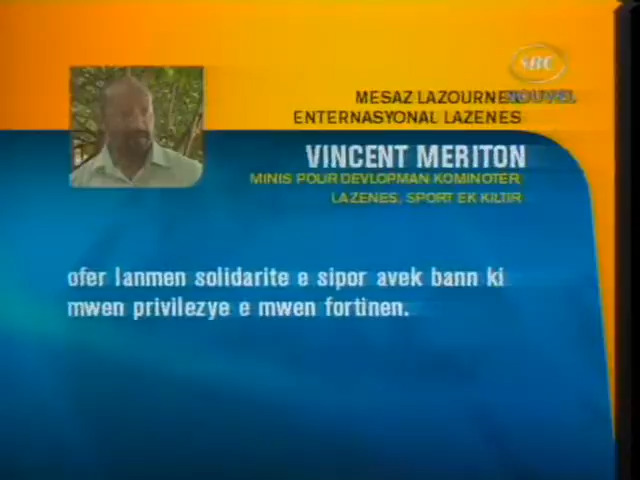 SBC
NOUVEL
MESAZ LAZOURNEN
ENTERNASYONAL LAZENES
VINCENT MERITON
MINIS POUR DEVLOPMAN KOMINOTER
LAZENES, SPORT EK KILTIR
ofer lanmen solidarite e sipor avek bann ki
mwen privilezye e mwen fortinen.